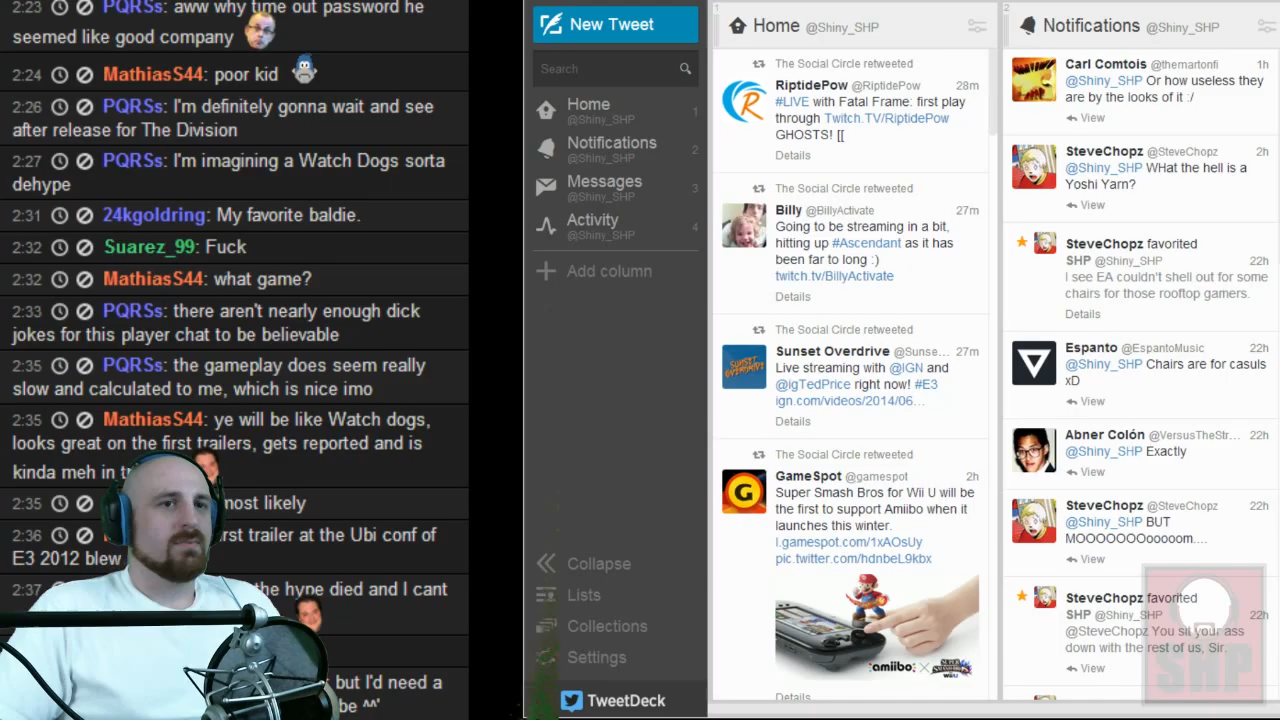 2:23 PQRSs: aww why time out password he
seemed like good company
2:24 MathiasS44: poor kid
2:26 PQRSs: I'm definitely gonna wait and see
after release for The Division
2:27 PQRSs: I'm imagining a Watch Dogs sorta
dehype
2:31 24kgoldring: My favorite baldie.
2:32 Suarez_99: Fuck
2:32 MathiasS44: what game?
2:33 PQRSs: there aren't nearly enough dick
jokes for this player chat to be believable
2:35 PQRSs: the gameplay does seem really
slow and calculated to me, which is nice imo
2:35 MathiasS44: ye will be like Watch dogs,
looks great on the first trailers, gets reported and is
kinda meh in
2:35 most likely
2:36 trailer at the Ubi conf of
E3 2012 blew
2:37 the hype died and I cant
but I'd need a
be ^^'
New Tweet
Search
Home 1
@Shiny_SHP
Notifications 2
@Shiny_SHP
Messages 3
@Shiny_SHP
Activity 4
@Shiny_SHP
Add column
Collapse
Lists
Collections
Settings
TweetDeck
1
Home @Shiny_SHP
The Social Circle retweeted
RiptidePow @RiptidePow 28m
#LIVE with Fatal Frame: first play
through Twitch.TV/RiptidePow
GHOSTS! [[
Details
The Social Circle retweeted
Billy @BillyActivate 27m
Going to be streaming in a bit,
hitting up #Ascendant as it has
been far to long :)
twitch.tv/BillyActivate
Details
The Social Circle retweeted
Sunset Overdrive @Sunse... 27m
Live streaming with @IGN and
@igTedPrice right now! #E3
ign.com/videos/2014/06...
Details
The Social Circle retweeted
GameSpot @gamespot 2h
Super Smash Bros for Wii U will be
the first to support Amiibo when it
launches this winter.
l.gamespot.com/1xAOsUy
pic.twitter.com/hdnbeL9kbx
amiibo x SUPER SMASH BROS
Details
2
Notifications @Shiny_SHP
Carl Comtois @themartonfi 1h
@Shiny_SHP Or how useless they
are by the looks of it :/
View
SteveChopz @SteveChopz 2h
@Shiny_SHP WHat the hell is a
Yoshi Yarn?
View
SteveChopz favorited
SHP @Shiny_SHP 22h
I see EA couldn't shell out for some
chairs for those rooftop gamers.
Details
Espanto @EspantoMusic 22h
@Shiny_SHP Chairs are for casuls
xD
View
Abner Colón @VersusTheStr... 22h
@Shiny_SHP Exactly
View
SteveChopz @SteveChopz 22h
@Shiny_SHP BUT
MOOOOOOOooooom....
View
SteveChopz favorited
SHP @Shiny_SHP 22h
@SteveChopz You sit your ass
down with the rest of us, Sir.
View
SHP